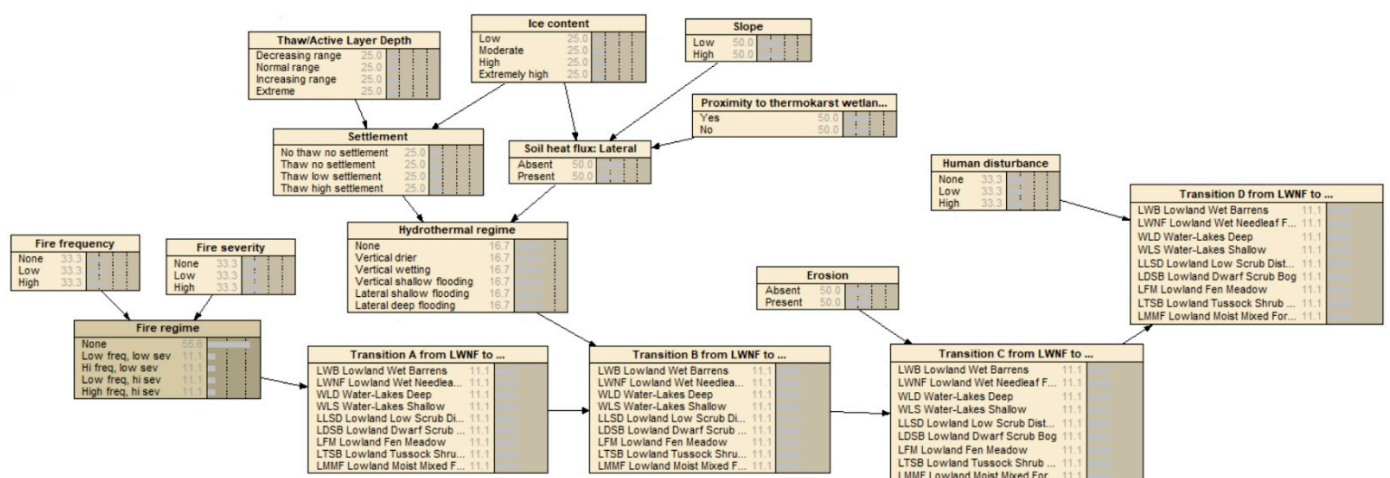 Thaw/Active Layer Depth
Decreasing range 25.0
Normal range 25.0
Increasing range 25.0
Extreme 25.0
Ice content
Low 25.0
Moderate 25.0
High 25.0
Extremely high 25.0
Slope
Low 50.0
High 50.0
Proximity to thermokarst wetlan...
Yes 50.0
No 50.0
Settlement
No thaw no settlement 25.0
Thaw no settlement 25.0
Thaw low settlement 25.0
Thaw high settlement 25.0
Soil heat flux: Lateral
Absent 50.0
Present 50.0
Human disturbance
None 33.3
Low 33.3
High 33.3
Transition D from LWNF to ...
LWB Lowland Wet Barrens 11.1
LWNF Lowland Wet Needleaf F... 11.1
WLD Water-Lakes Deep 11.1
WLS Water-Lakes Shallow 11.1
LLSD Lowland Low Scrub Dist... 11.1
LDSB Lowland Dwarf Scrub Bog 11.1
LFM Lowland Fen Meadow 11.1
LTSB Lowland Tussock Shrub ... 11.1
LMMF Lowland Moist Mixed For... 11.1
Hydrothermal regime
None 16.7
Vertical drier 16.7
Vertical wetting 16.7
Vertical shallow flooding 16.7
Lateral shallow flooding 16.7
Lateral deep flooding 16.7
Fire frequency
None 33.3
Low 33.3
High 33.3
Fire severity
None 33.3
Low 33.3
High 33.3
Erosion
Absent 50.0
Present 50.0
Fire regime
None 55.6
Low freq, low sev 11.1
Hi freq, low sev 11.1
Low freq, hi sev 11.1
High freq, hi sev 11.1
Transition A from LWNF to ...
LWB Lowland Wet Barrens 11.1
LWNF Lowland Wet Needlea... 11.1
WLD Water-Lakes Deep 11.1
WLS Water-Lakes Shallow 11.1
LLSD Lowland Low Scrub Di... 11.1
LDSB Lowland Dwarf Scrub ... 11.1
LFM Lowland Fen Meadow 11.1
LTSB Lowland Tussock Shru... 11.1
LMMF Lowland Moist Mixed F... 11.1
Transition B from LWNF to ...
LWB Lowland Wet Barrens 11.1
LWNF Lowland Wet Needlea... 11.1
WLD Water-Lakes Deep 11.1
WLS Water-Lakes Shallow 11.1
LLSD Lowland Low Scrub Di... 11.1
LDSB Lowland Dwarf Scrub ... 11.1
LFM Lowland Fen Meadow 11.1
LTSB Lowland Tussock Shru... 11.1
LMMF Lowland Moist Mixed F... 11.1
Transition C from LWNF to ...
LWB Lowland Wet Barrens 11.1
LWNF Lowland Wet Needleaf F... 11.1
WLD Water-Lakes Deep 11.1
WLS Water-Lakes Shallow 11.1
LLSD Lowland Low Scrub Dist... 11.1
LDSB Lowland Dwarf Scrub Bog 11.1
LFM Lowland Fen Meadow 11.1
LTSB Lowland Tussock Shrub ... 11.1
LMMF Lowland Moist Mixed For... 11.1